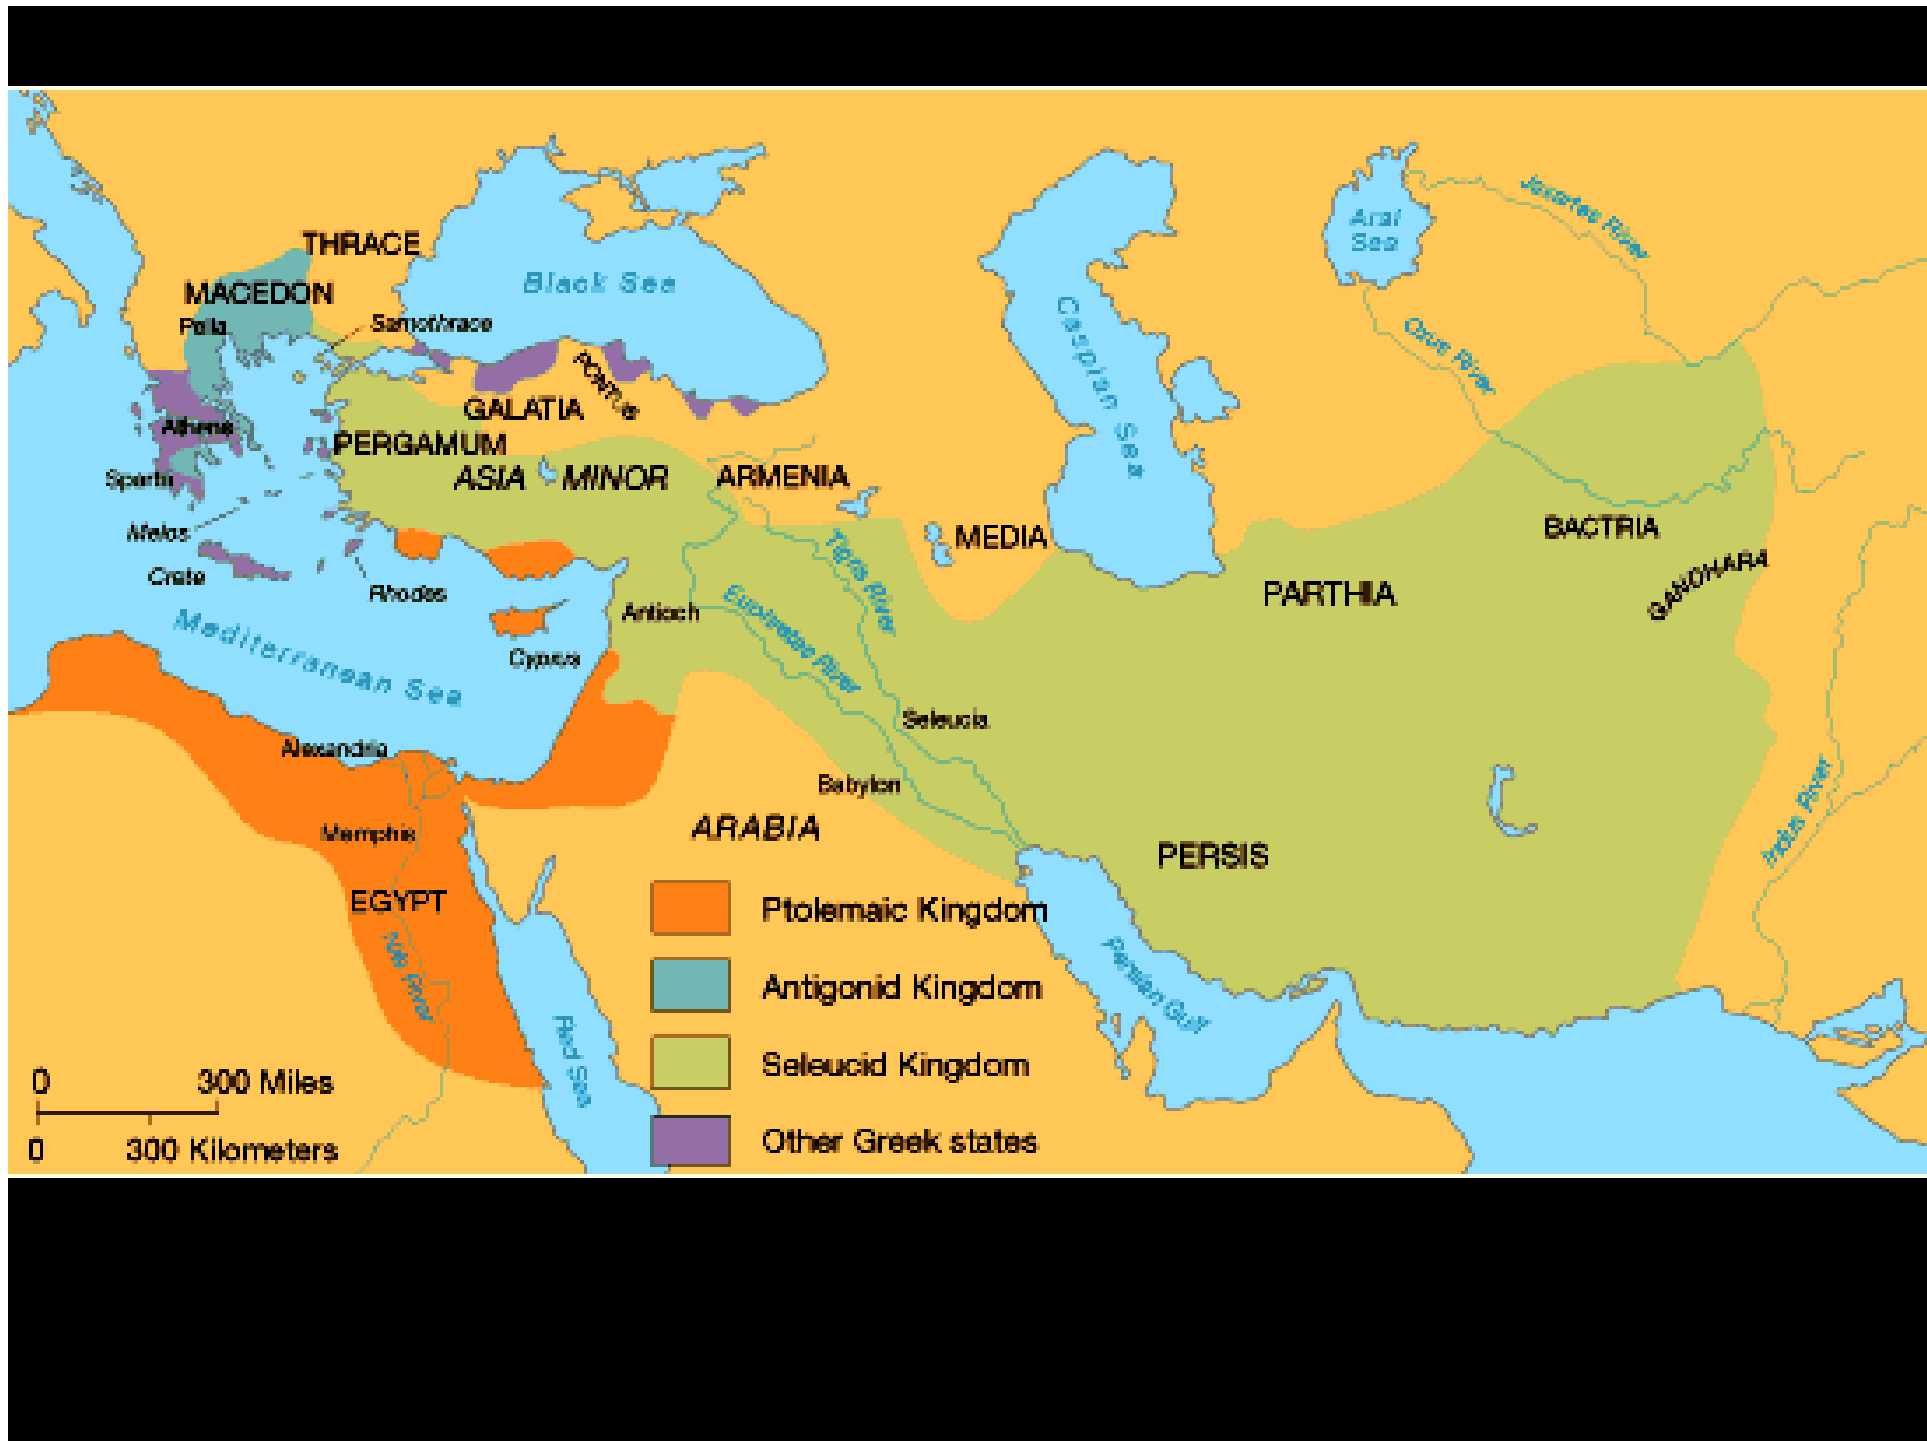 THRACE
MACEDON
Pella
Samothrace
Black Sea
PONTUS
GALATIA
Athens
PERGAMUM
Sparta
ASIA MINOR
ARMENIA
Melos
Crete
Rhodes
MEDIA
Caspian Sea
Aral
Sea
Jaxartes River
Oxus River
BACTRIA
GANDHARA
PARTHIA
Tigris River
Euphrates River
Antioch
Cyprus
Mediterranean Sea
Seleucia
Babylon
Alexandria
Memphis
ARABIA
PERSIS
Indus River
EGYPT
Nile River
Red Sea
Persian Gulf
Ptolemaic Kingdom
Antigonid Kingdom
Seleucid Kingdom
Other Greek states
0 300 Miles
0 300 Kilometers